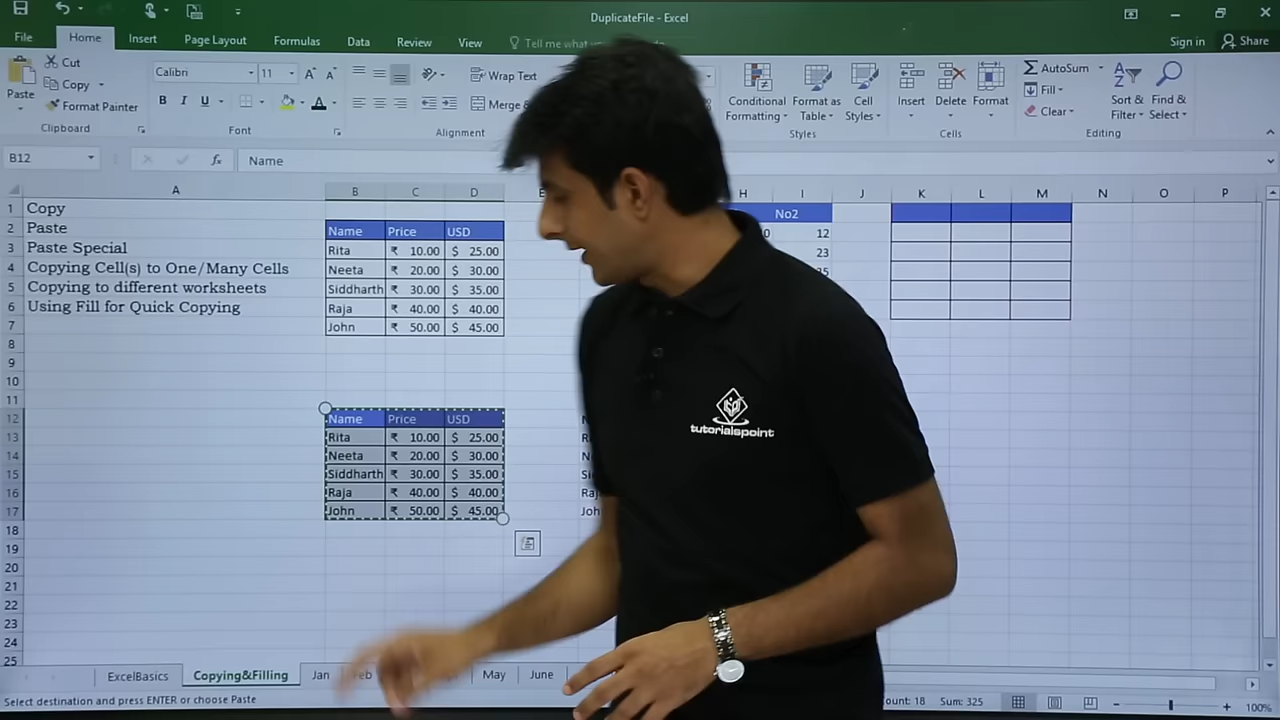 DuplicateFile - Excel
File Home Insert Page Layout Formulas Data Review View Tell me what you want to do Sign in Share
Cut
Copy
Format Painter
Paste
Clipboard
Calibri 11
B I U A
Font
Wrap Text
Merge &
Alignment
Conditional Formatting
Format as Table
Cell Styles
Styles
Insert Delete Format
Cells
AutoSum
Fill
Clear
Sort & Filter
Find & Select
Editing
B12 fx Name
A B C D H I J K L M N O P
1 Copy No2
2 Paste Name Price USD 12
3 Paste Special Rita ₹ 10.00 $ 25.00 23
4 Copying Cell(s) to One/Many Cells Neeta ₹ 20.00 $ 30.00
5 Copying to different worksheets Siddharth ₹ 30.00 $ 35.00
6 Using Fill for Quick Copying Raja ₹ 40.00 $ 40.00
7 John ₹ 50.00 $ 45.00
8
9
10
11
12 Name Price USD
13 Rita ₹ 10.00 $ 25.00
14 Neeta ₹ 20.00 $ 30.00
15 Siddharth ₹ 30.00 $ 35.00
16 Raja ₹ 40.00 $ 40.00
17 John ₹ 50.00 $ 45.00
18
19
20
21
22
23
24
25
tutorialspoint
ExcelBasics Copying&Filling Jan May June
Select destination and press ENTER or choose Paste Sum: 325 100%